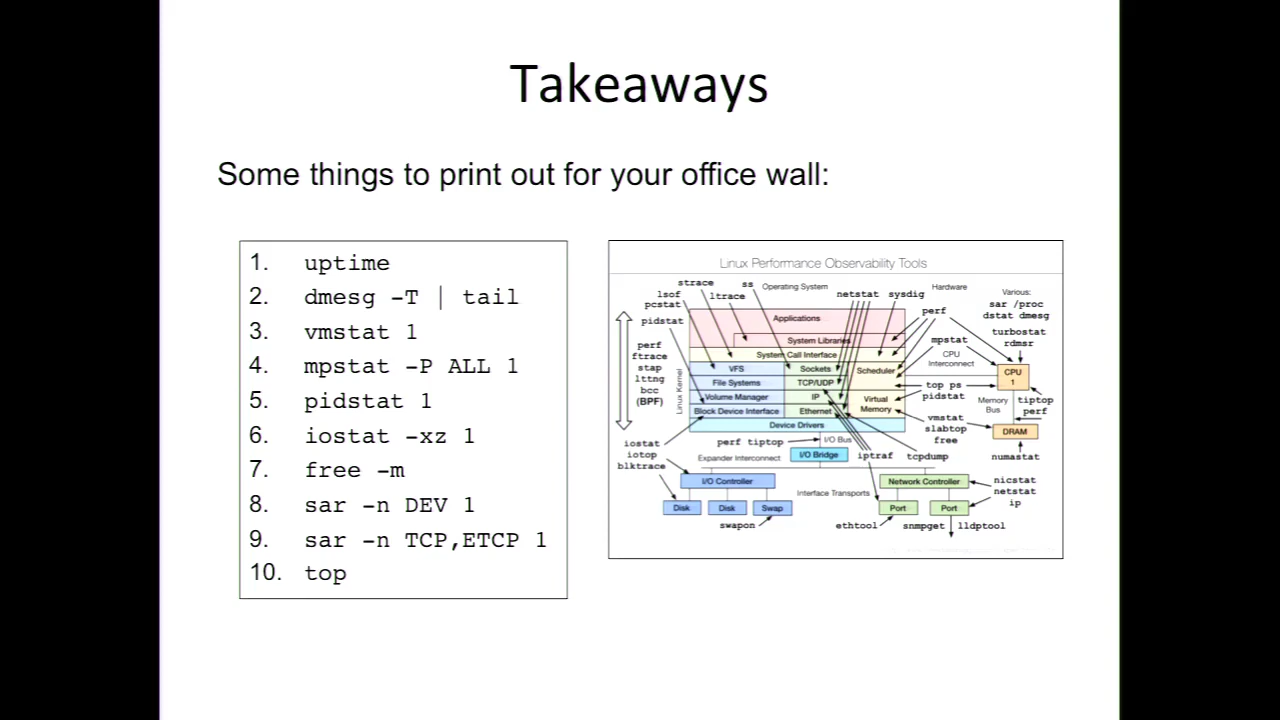 Takeaways
Some things to print out for your office wall:
1. uptime
2. dmesg -T | tail
3. vmstat 1
4. mpstat -P ALL 1
5. pidstat 1
6. iostat -xz 1
7. free -m
8. sar -n DEV 1
9. sar -n TCP,ETCP 1
10. top
Linux Performance Observability Tools
strace
ss
Operating System
Hardware
lsof
ltrace
netstat
sysdig
Various:
pcstat
sar /proc
dstat dmesg
pidstat
Applications
perf
turbostat
rdmsr
System Libraries
mpstat
perf
ftrace
stap
lttng
bcc
(BPF)
Linux Kernel
System Call Interface
CPU
Interconnect
VFS
Sockets
Scheduler
CPU
1
File Systems
TCP/UDP
top ps
pidstat
Volume Manager
IP
Virtual
Memory
Memory
Bus
tiptop
perf
Block Device Interface
Ethernet
vmstat
slabtop
free
Device Drivers
DRAM
iostat
iotop
blktrace
perf tiptop
I/O Bus
Expander Interconnect
I/O Bridge
iptraf
tcpdump
numastat
I/O Controller
Network Controller
nicstat
netstat
ip
Interface Transports
Disk
Disk
Swap
Port
Port
swapon
ethtool
snmpget
lldptool